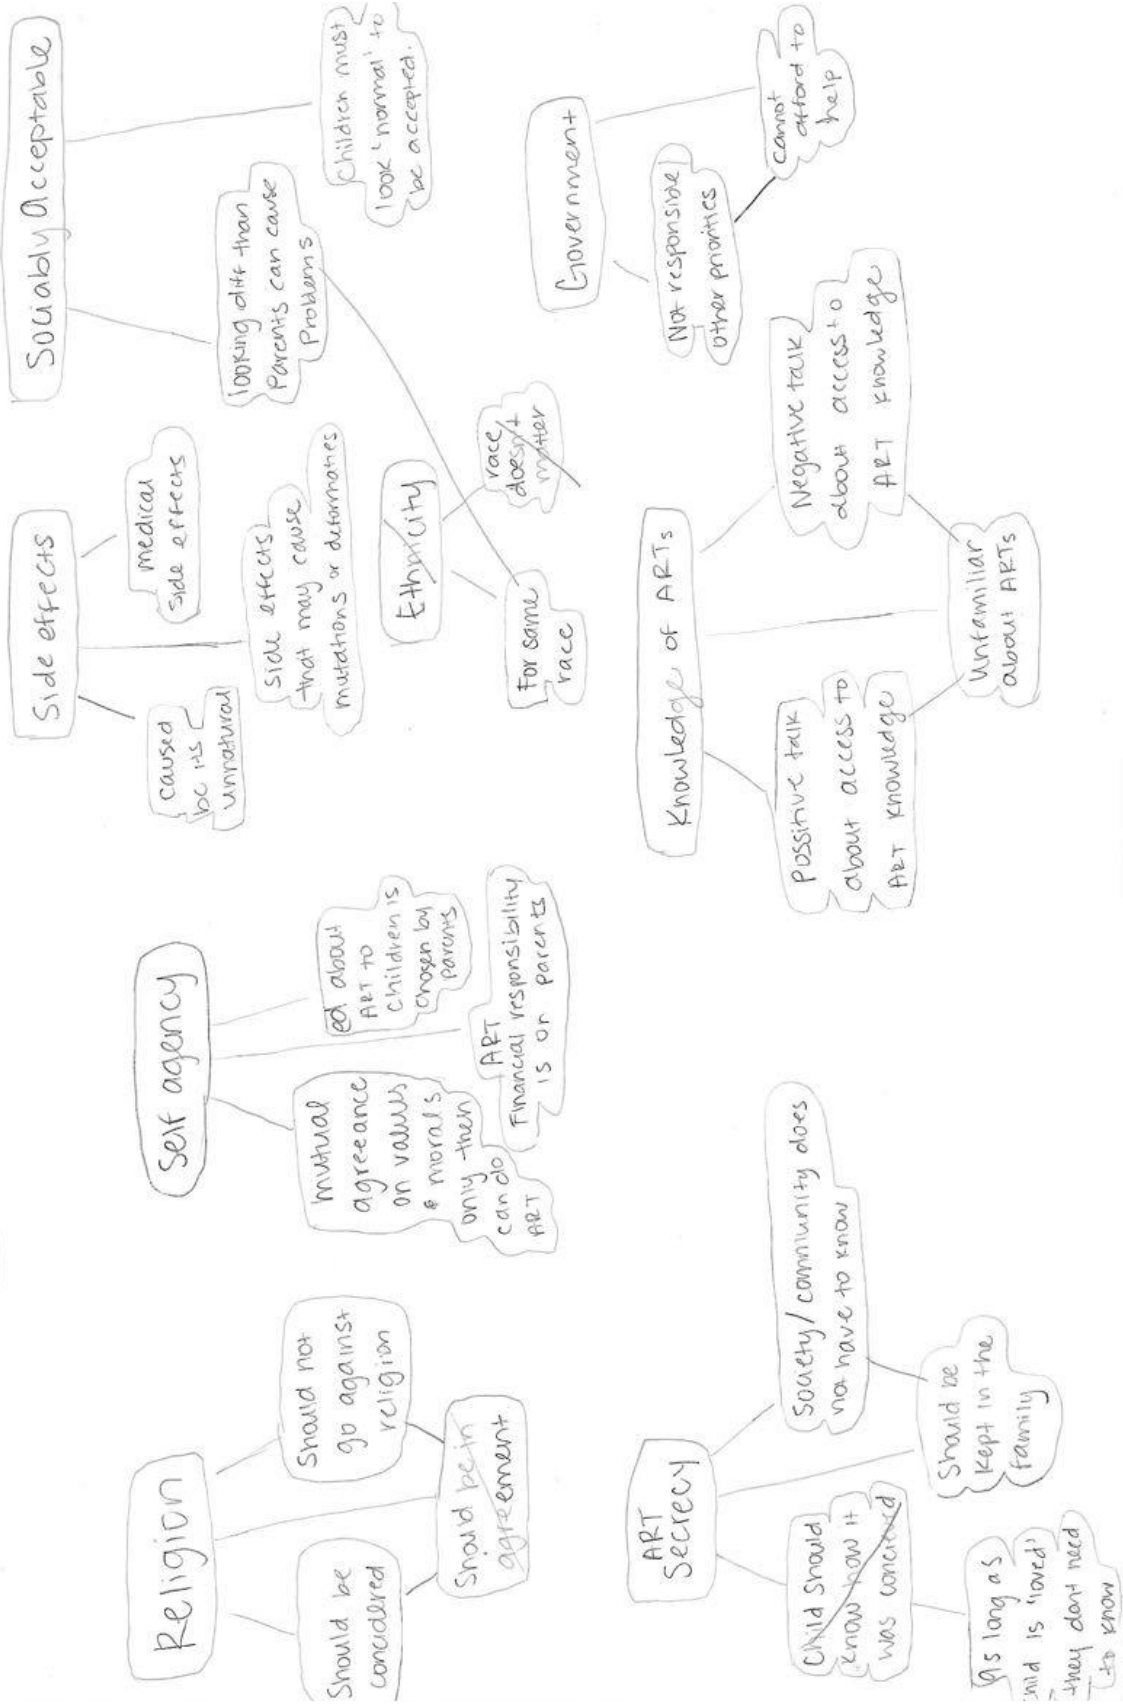 Religion
Should be
concidered
Should not
go against
religion
Should be in
agreement
Self agency
mutual
agreeance
on values
& morals
only then
can do
ART
ed about
ART to
children is
chosen by
parents
ART
Financial responsibility
is on parents
Side effects
caused
bc its
unnatural
medical
side effects
side effects
that may cause
mutations or deformaties
Sociably Acceptable
looking diff than
Parents can cause
Problems
Children must
look 'normal' to
be accepted.
Ethnicity
For same
race
race
doesn't
matter
ART
Secrecy
Child should
know how it
was concieved
as long as
child is 'loved'
they dont need
to know
Society/community does
not have to know
Should be
kept in the
family
Knowledge of ARTs
Possitive talk
about access to
ART knowledge
Negative talk
about access to
ART knowledge
Unfamiliar
about ARTs
Government
Not responsible
other priorities
cannot
afford to
help